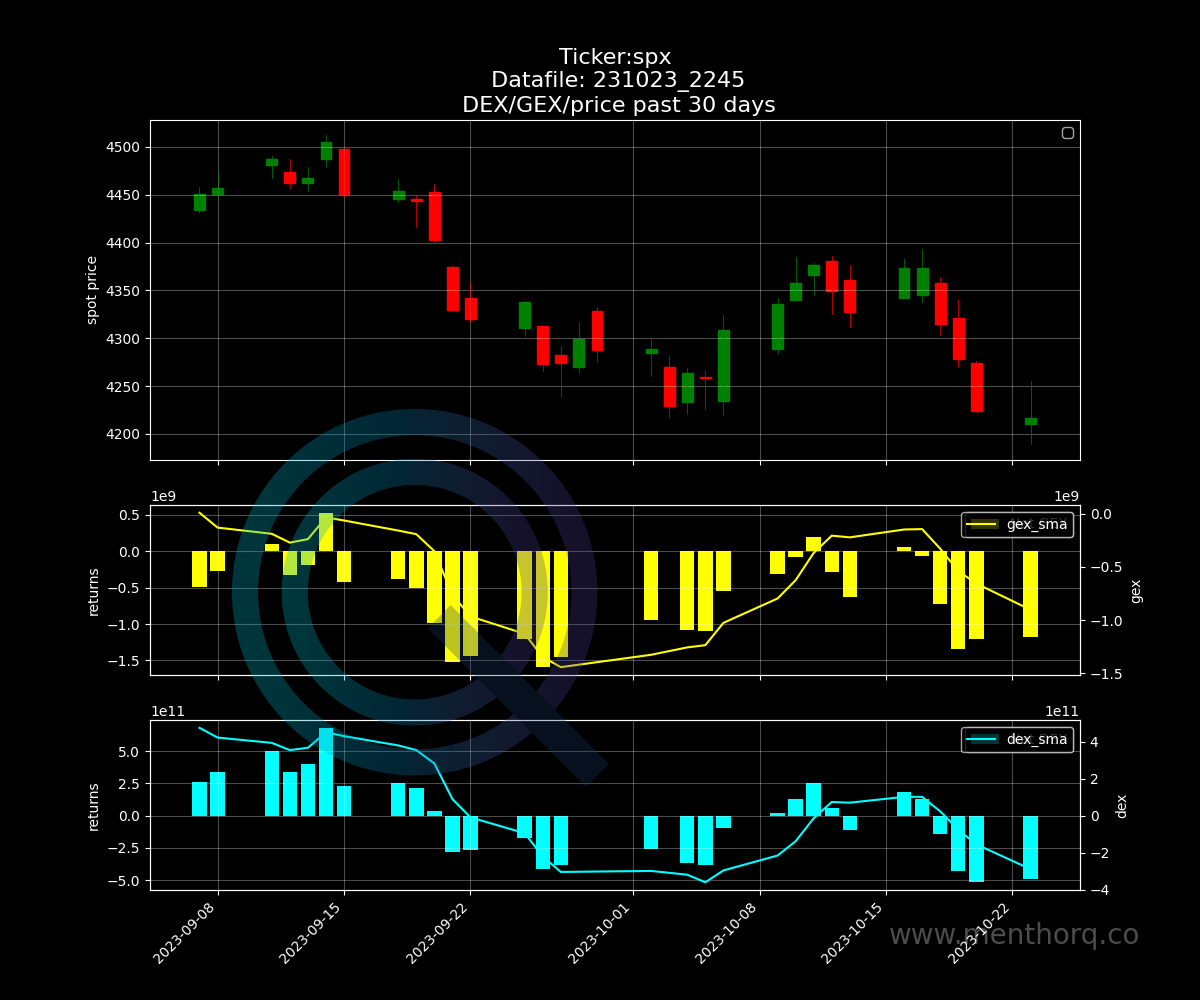 Ticker:spx
Datafile: 231023_2245
DEX/GEX/price past 30 days
4500
4450
4400
4350
4300
4250
4200
spot price
1e9
1e9
0.5
0.0
−0.5
−1.0
−1.5
returns
gex_sma
0.0
−0.5
−1.0
−1.5
gex
1e11
1e11
5.0
2.5
0.0
−2.5
−5.0
returns
dex_sma
4
2
0
−2
−4
dex
2023-09-08
2023-09-15
2023-09-22
2023-10-01
2023-10-08
2023-10-15
2023-10-22
www.menthorq.co